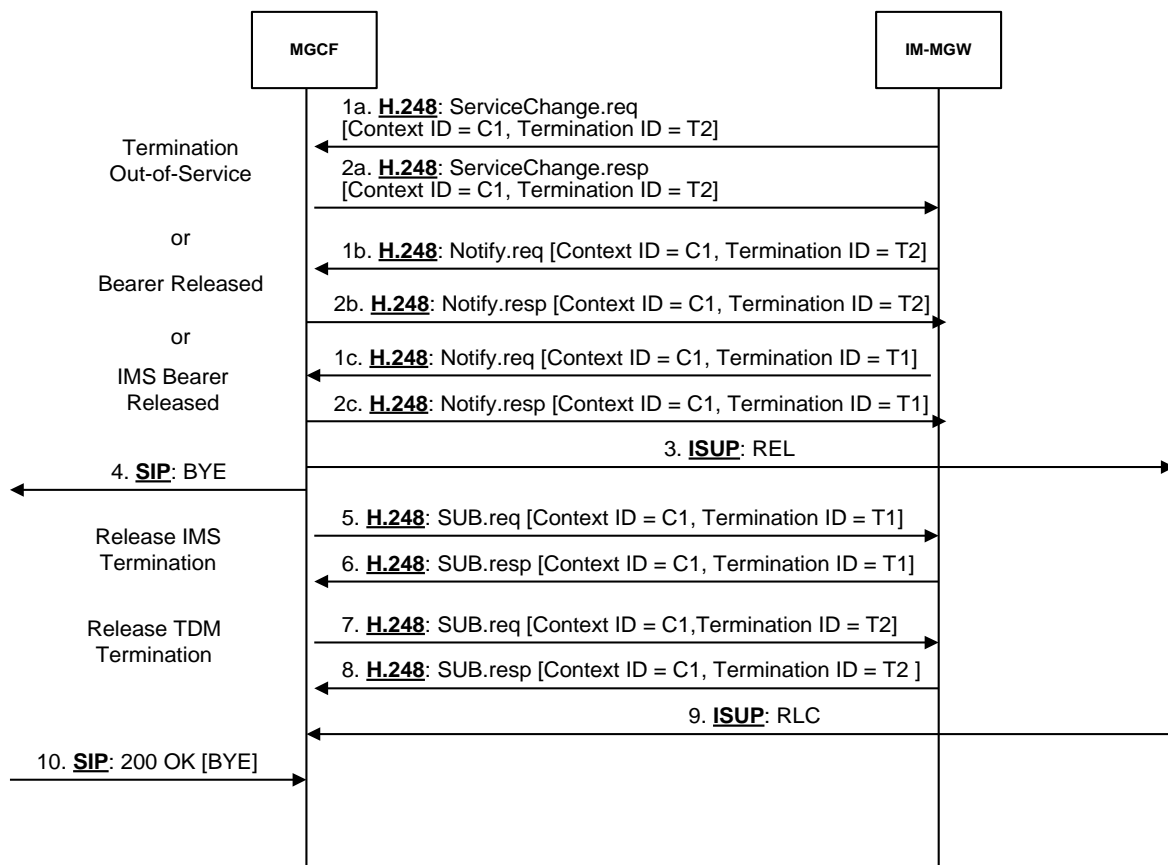 MGCF
IM-MGW
1a. H.248: ServiceChange.req
[Context ID = C1, Termination ID = T2]
Termination
Out-of-Service
2a. H.248: ServiceChange.resp
[Context ID = C1, Termination ID = T2]
or
1b. H.248: Notify.req [Context ID = C1, Termination ID = T2]
Bearer Released
2b. H.248: Notify.resp [Context ID = C1, Termination ID = T2]
or
1c. H.248: Notify.req [Context ID = C1, Termination ID = T1]
IMS Bearer
Released
2c. H.248: Notify.resp [Context ID = C1, Termination ID = T1]
3. ISUP: REL
4. SIP: BYE
5. H.248: SUB.req [Context ID = C1, Termination ID = T1]
Release IMS
Termination
6. H.248: SUB.resp [Context ID = C1, Termination ID = T1]
7. H.248: SUB.req [Context ID = C1,Termination ID = T2]
Release TDM
Termination
8. H.248: SUB.resp [Context ID = C1, Termination ID = T2 ]
9. ISUP: RLC
10. SIP: 200 OK [BYE]